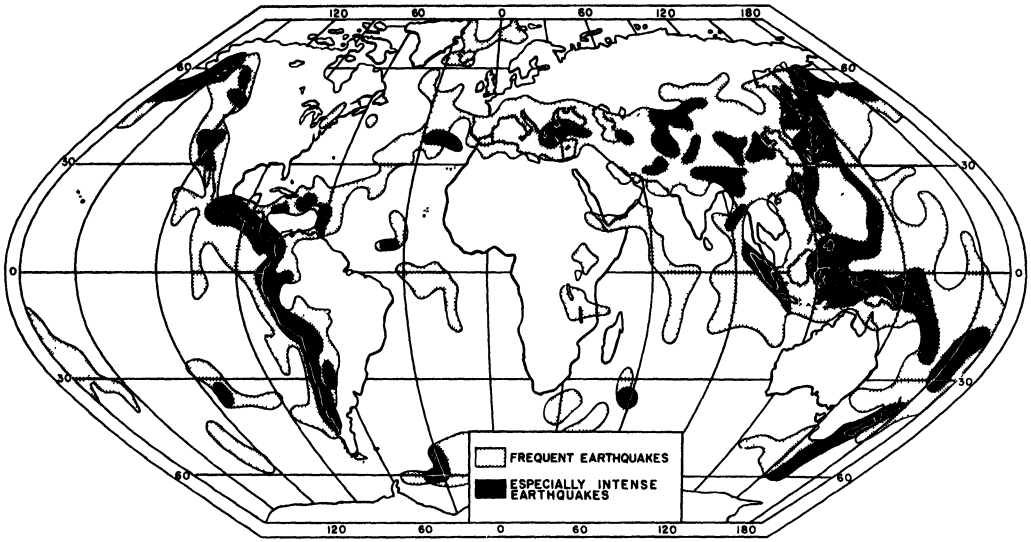 120 60 0 60 120 180
60 60
30 30
0 0
30 30
60 60
FREQUENT EARTHQUAKES
ESPECIALLY INTENSE
EARTHQUAKES
120 60 0 60 120 180